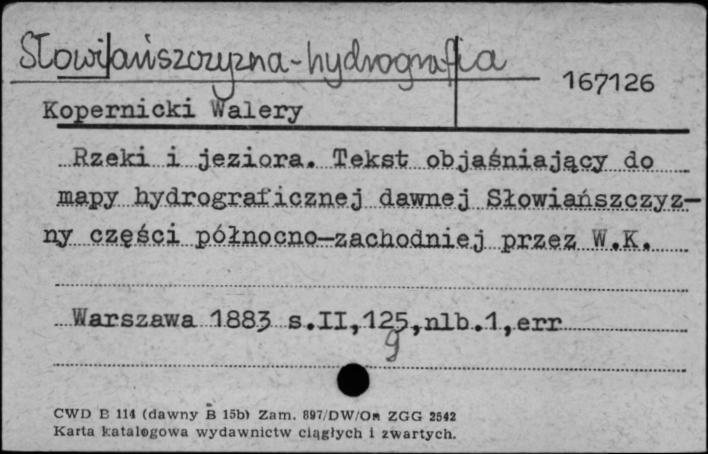 Słowiańszczyzna-hydrografia
167126
Kopernicki Walery
Rzeki i jeziora. Tekst objaśniający do
mapy hydrograficznej dawnej Słowiańszczyz-
ny części północno-zachodniej przez W.K.
Warszawa 1883 s.II,125,nlb.1,err
9
CWD B 114 (dawny B 15b) Zam. 897/DW/Om ZGG 2542
Karta katalogowa wydawnictw ciągłych i zwartych.